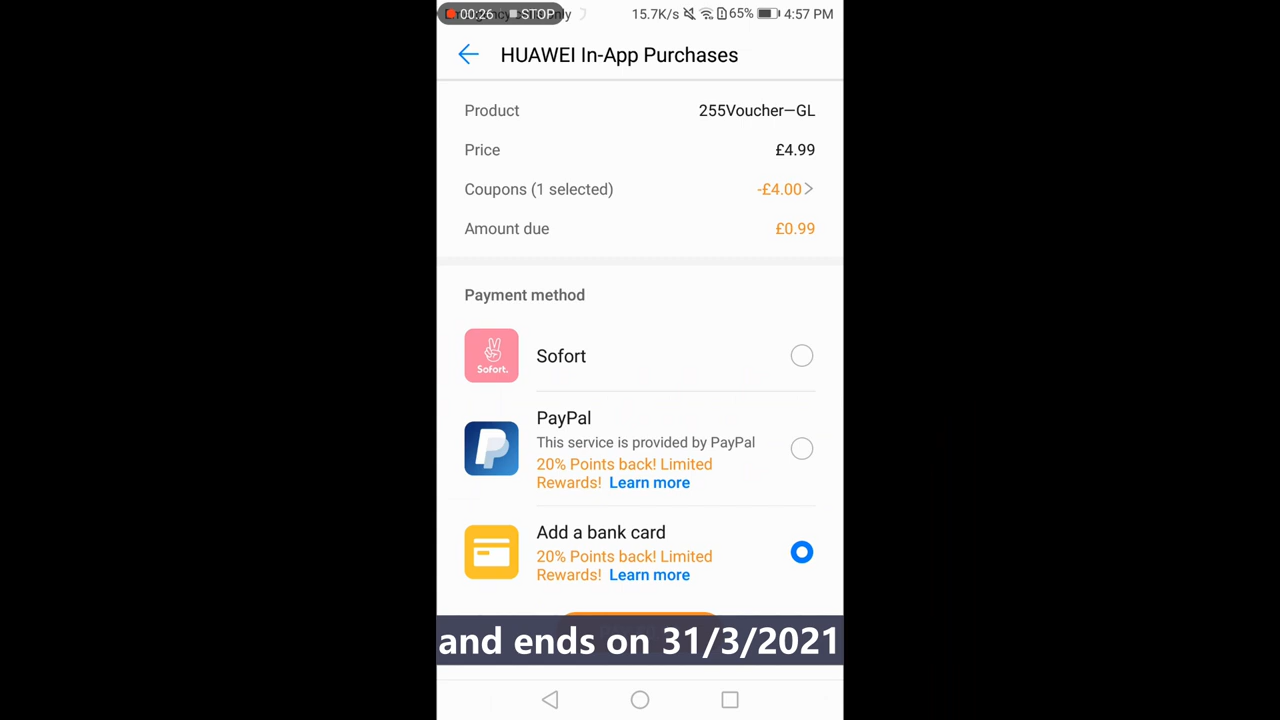 00:26 STOP
15.7K/s 65% 4:57 PM
HUAWEI In-App Purchases
Product 255Voucher—GL
Price £4.99
Coupons (1 selected) -£4.00
Amount due £0.99
Payment method
Sofort.
Sofort
PayPal
This service is provided by PayPal
20% Points back! Limited
Rewards! Learn more
Add a bank card
20% Points back! Limited
Rewards! Learn more
and ends on 31/3/2021